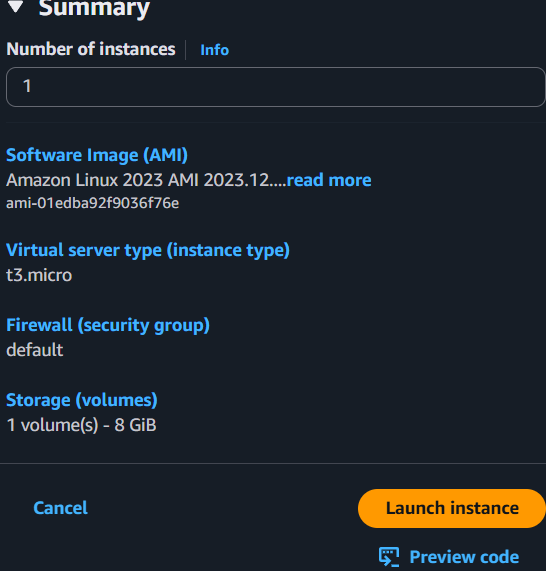 Summary
Number of instances Info
1
Software Image (AMI)
Amazon Linux 2023 AMI 2023.12....read more
ami-01edba92f9036f76e
Virtual server type (instance type)
t3.micro
Firewall (security group)
default
Storage (volumes)
1 volume(s) - 8 GiB
Cancel
Launch instance
Preview code